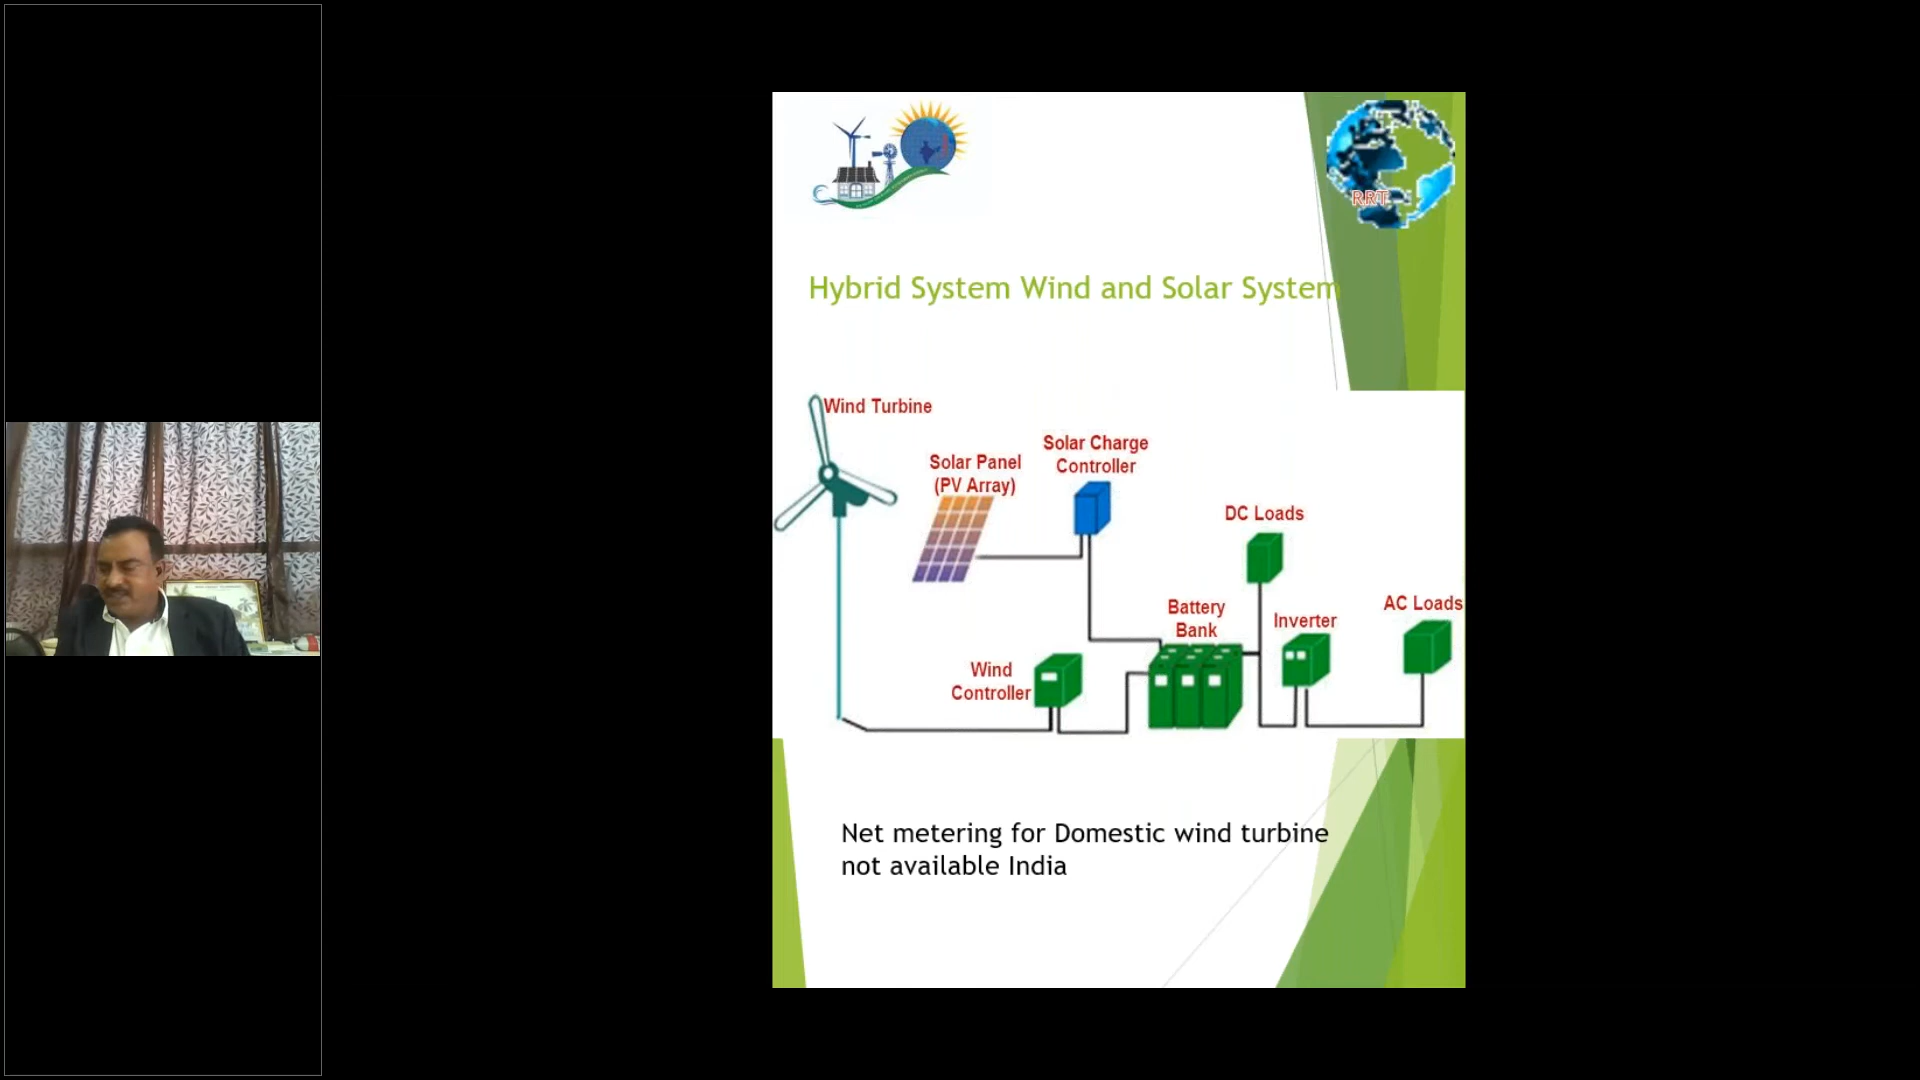 RRT
Hybrid System Wind and Solar System
Wind Turbine
Solar Panel
(PV Array)
Solar Charge
Controller
DC Loads
Battery
Bank
Inverter
AC Loads
Wind
Controller
Net metering for Domestic wind turbine
not available India